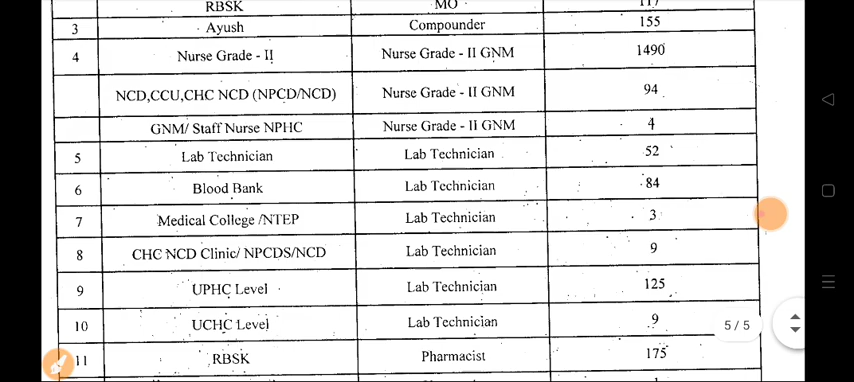 RBSK MO 117
3 Ayush Compounder 155
4 Nurse Grade - II Nurse Grade - II GNM 1490
NCD,CCU,CHC NCD (NPCD/NCD) Nurse Grade - II GNM 94
GNM/ Staff Nurse NPHC Nurse Grade - II GNM 4
5 Lab Technician Lab Technician 52
6 Blood Bank Lab Technician 84
7 Medical College /NTEP Lab Technician 3
8 CHC NCD Clinic/ NPCDS/NCD Lab Technician 9
9 UPHC Level Lab Technician 125
10 UCHC Level Lab Technician 9
5 / 5
11 RBSK Pharmacist 175